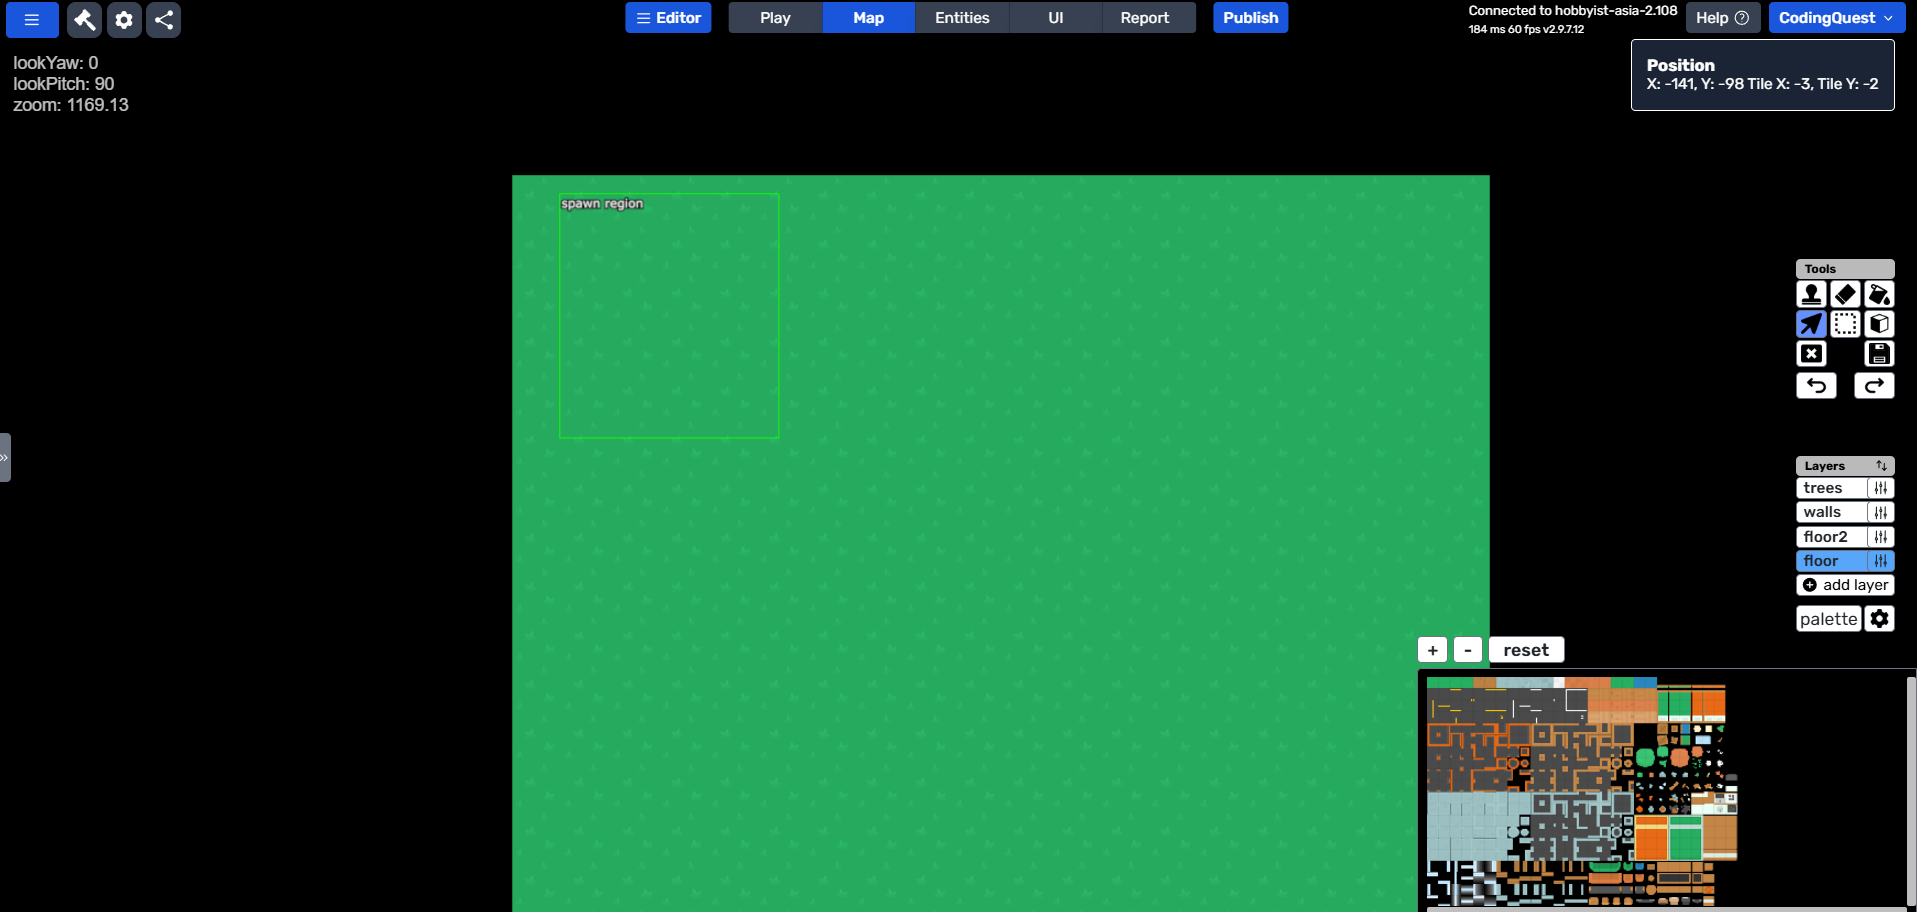 Editor
Play
Map
Entities
UI
Report
Publish
Connected to hobbyist-asia-2.108
184 ms 60 fps v2.9.7.12
Help
CodingQuest
lookYaw: 0
lookPitch: 90
zoom: 1169.13
Position
X: -141, Y: -98 Tile X: -3, Tile Y: -2
spawn region
Tools
Layers
trees
walls
floor2
floor
add layer
palette
+ - reset